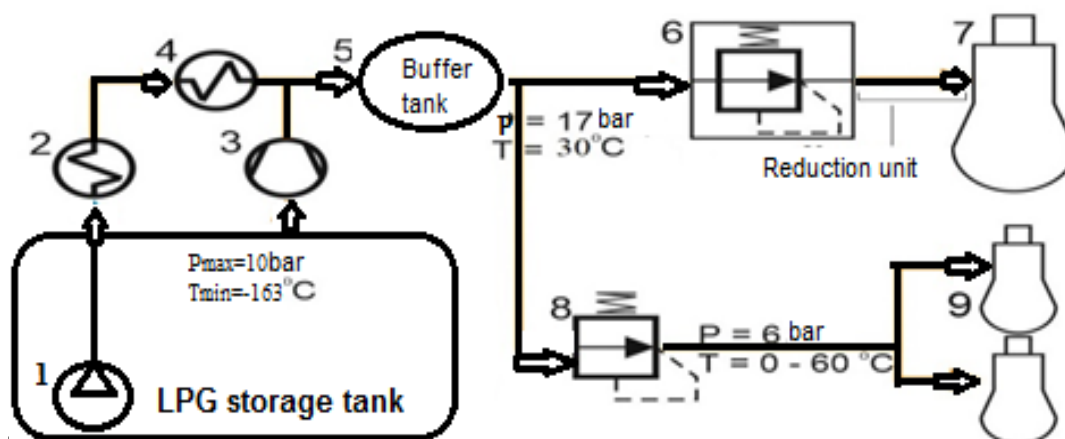 4
5
6
7
Buffer
tank
2
3
P = 17 bar
T = 30°C
Reduction unit
Pmax=10bar
Tmin=-163°C
8
9
P = 6 bar
T = 0 - 60 °C
1
LPG storage tank